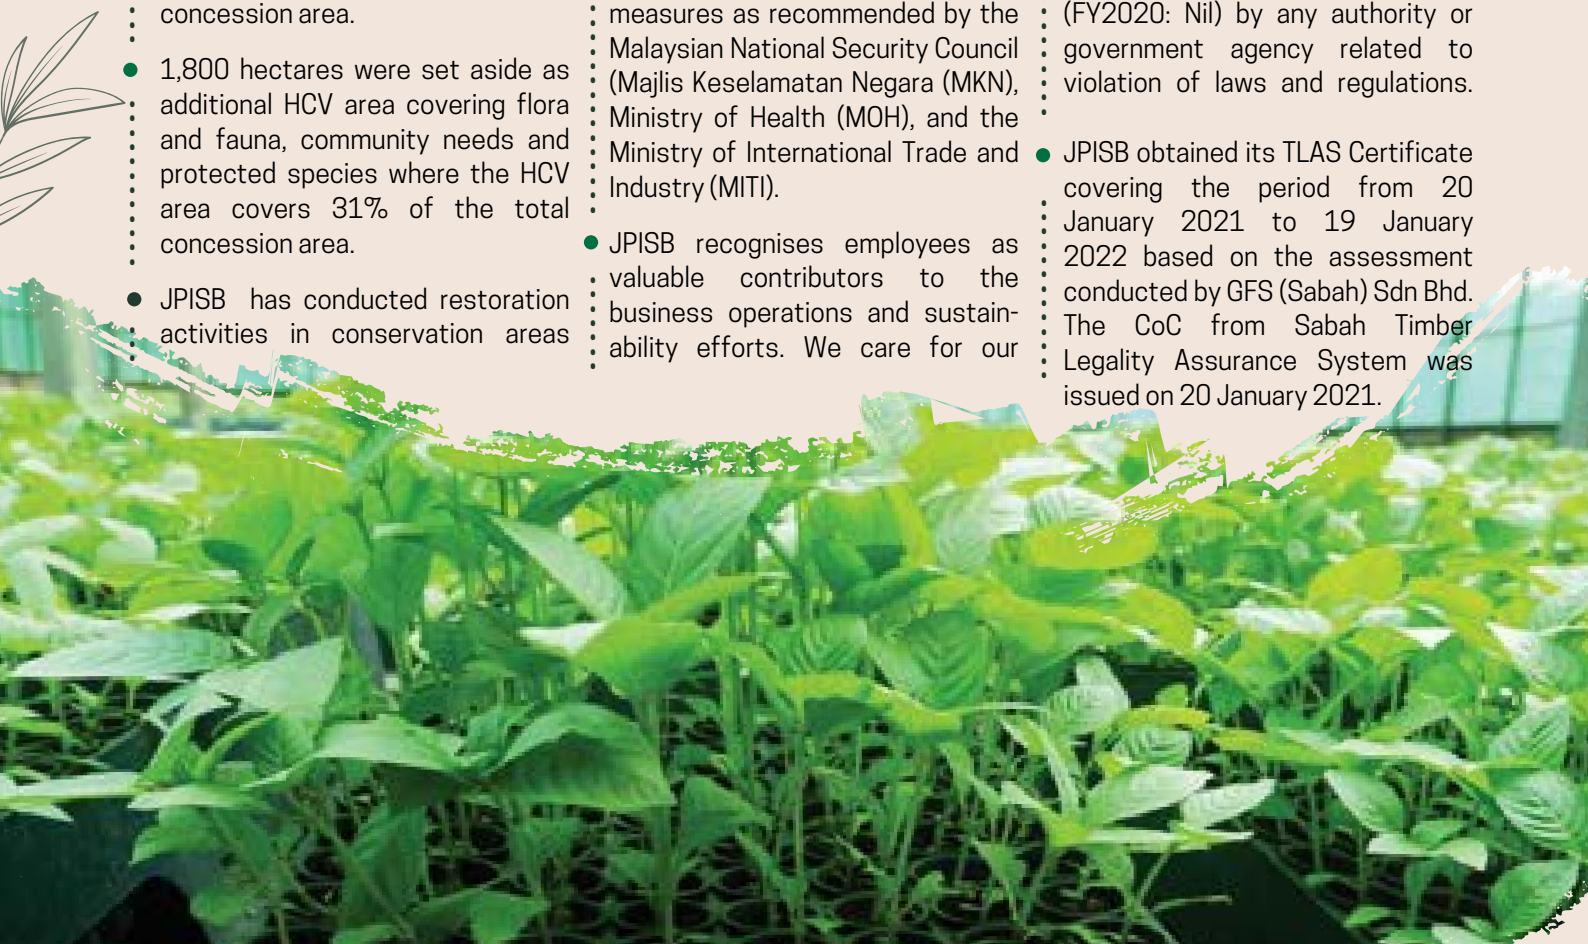 concession area.
1,800 hectares were set aside as
additional HCV area covering flora
and fauna, community needs and
protected species where the HCV
area covers 31% of the total
concession area.
JPISB has conducted restoration
activities in conservation areas
measures as recommended by the
Malaysian National Security Council
(Majlis Keselamatan Negara (MKN),
Ministry of Health (MOH), and the
Ministry of International Trade and
Industry (MITI).
JPISB recognises employees as
valuable contributors to the
business operations and sustain-
ability efforts. We care for our
(FY2020: Nil) by any authority or
government agency related to
violation of laws and regulations.
JPISB obtained its TLAS Certificate
covering the period from 20
January 2021 to 19 January
2022 based on the assessment
conducted by GFS (Sabah) Sdn Bhd.
The CoC from Sabah Timber
Legality Assurance System was
issued on 20 January 2021.